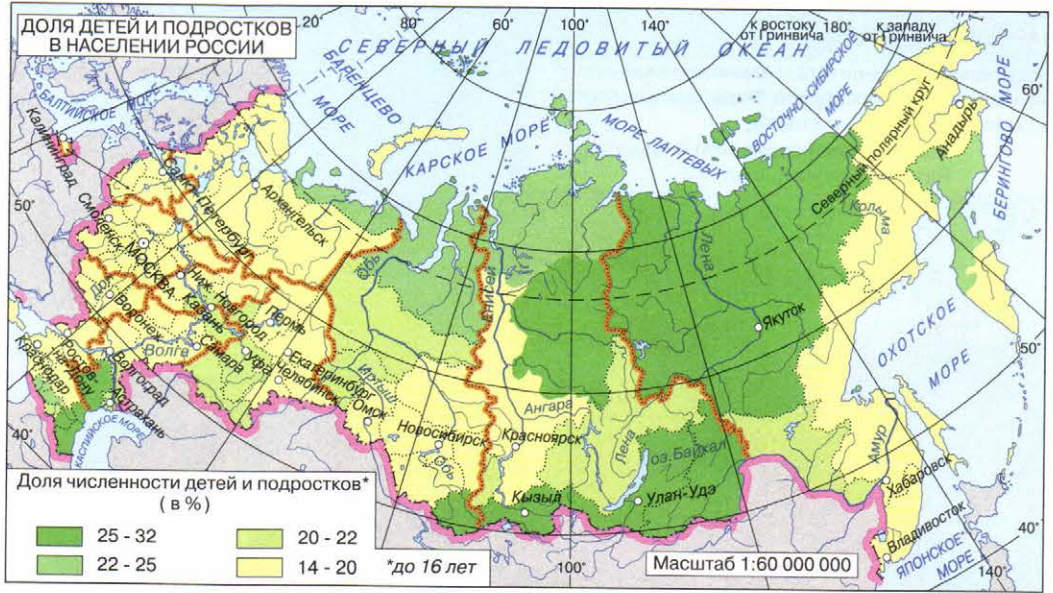 ДОЛЯ ДЕТЕЙ И ПОДРОСТКОВ
В НАСЕЛЕНИИ РОССИИ
20°
60°
80°
100°
140°
к востоку
от Гринвича
180°
к западу
от Гринвича
60°
СЕВЕРНЫЙ ЛЕДОВИТЫЙ ОКЕАН
БАРЕНЦЕВО
МОРЕ
КАРСКОЕ МОРЕ
МОРЕ ЛАПТЕВЫХ
ВОСТОЧНО-СИБИРСКОЕ
МОРЕ
БЕРИНГОВО МОРЕ
БАЛТИЙСКОЕ
МОРЕ
Северный полярный круг
Анадырь
Колыма
Калининград
Санкт-
Петербург
Архангельск
Смоленск
МОСКВА
50°
Ниж. Новгород
Казань
Пермь
Дон
Воронеж
Волга
Самара
Уфа
Екатеринбург
Челябинск
Омск
Иртыш
Обь
Енисей
Лена
Якутск
ОХОТСКОЕ
МОРЕ
50°
Ростов-
на-Дону
Краснодар
Волгоград
Астрахань
КАСПИЙСКОЕ МОРЕ
40°
Новосибирск
Обь
Красноярск
Ангара
Лена
оз. Байкал
Кызыл
Улан-Удэ
Амур
Хабаровск
Владивосток
ЯПОНСКОЕ
МОРЕ
40°
140°
100°
Доля численности детей и подростков*
(в %)
25 - 32
20 - 22
22 - 25
14 - 20
*до 16 лет
Масштаб 1:60 000 000